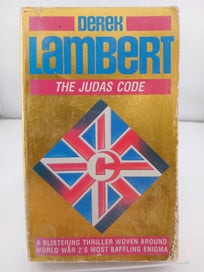 DEREK
LAMBERT
THE JUDAS CODE
C
A BLISTERING THRILLER WOVEN AROUND
WORLD WAR 2'S MOST BAFFLING ENIGMA